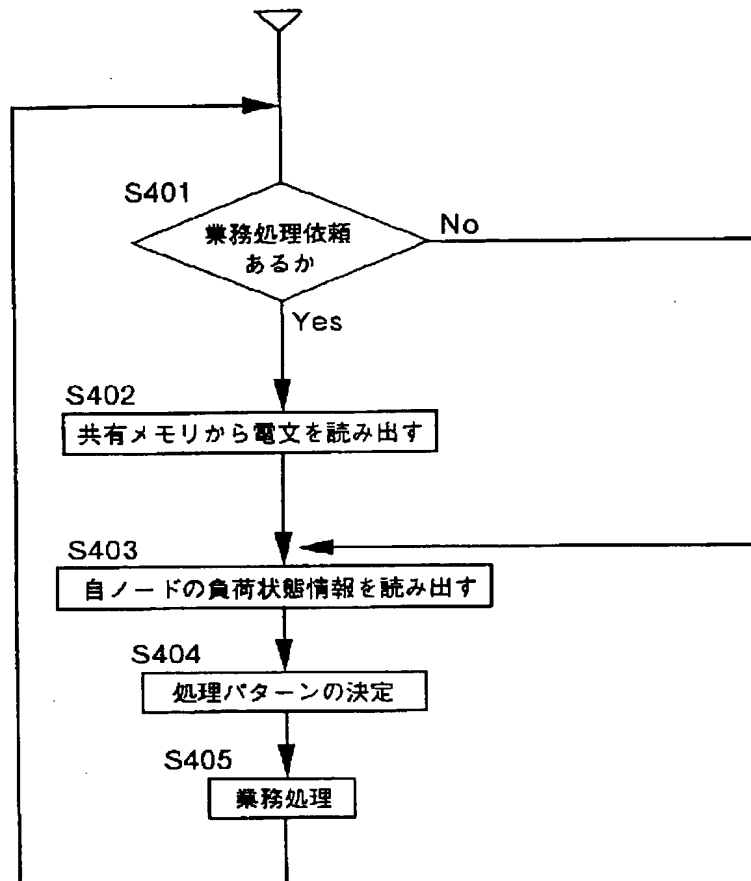 S401
業務処理依頼
あるか
No
Yes
S402
共有メモリから電文を読み出す
S403
自ノードの負荷状態情報を読み出す
S404
処理パターンの決定
S405
業務処理